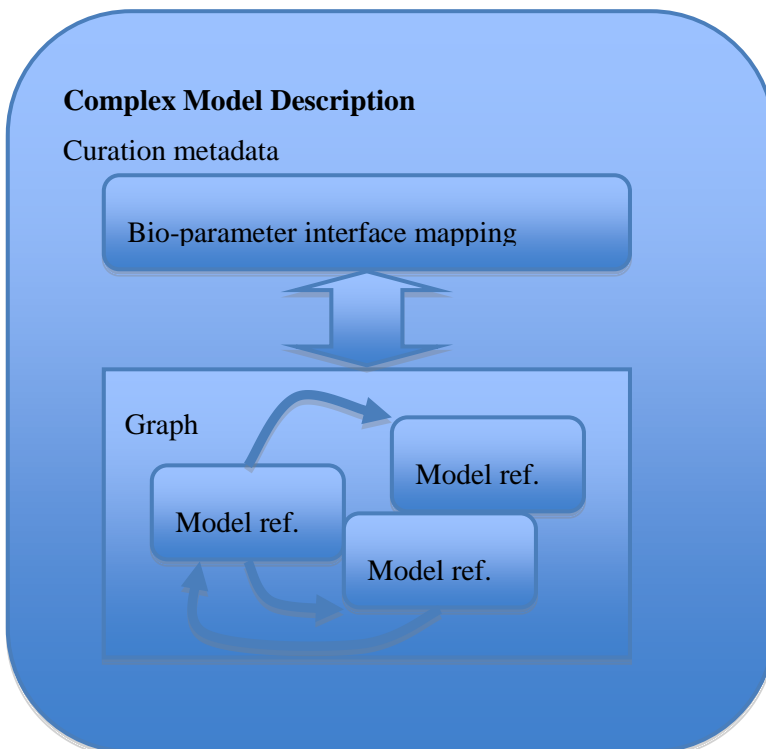 Complex Model Description
Curation metadata
Bio-parameter interface mapping
Graph
Model ref.
Model ref.
Model ref.